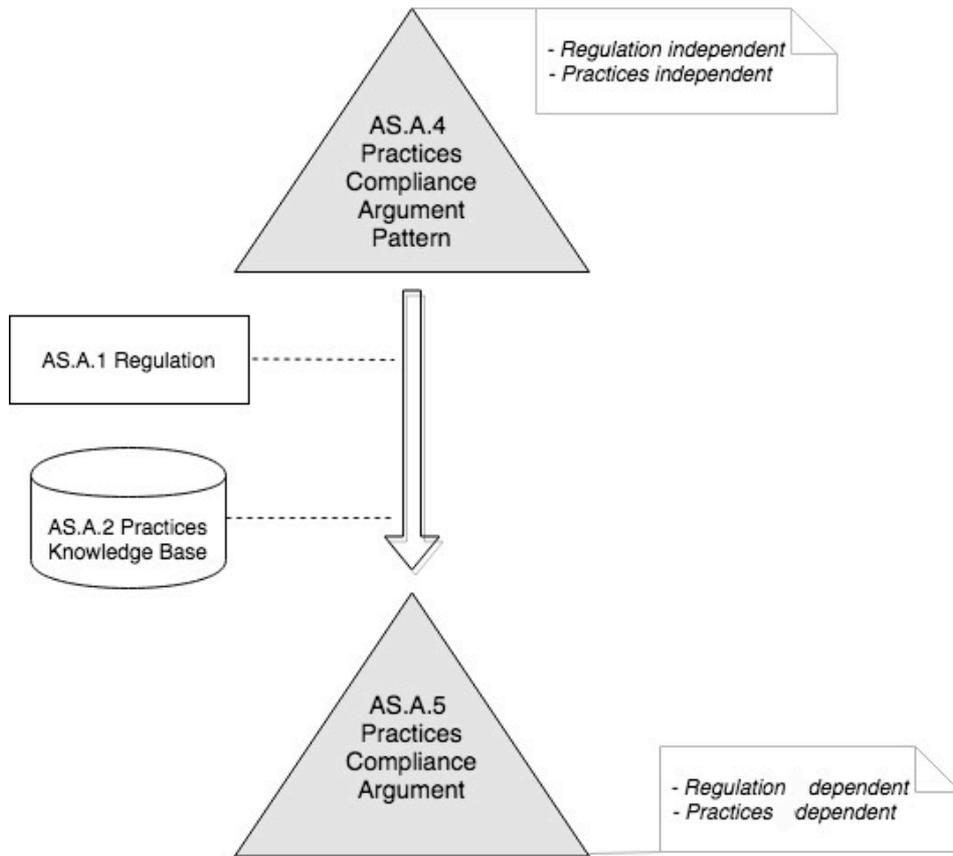 - Regulation independent
- Practices independent
AS.A.4
Practices
Compliance
Argument
Pattern
AS.A.1 Regulation
AS.A.2 Practices
Knowledge Base
AS.A.5
Practices
Compliance
Argument
- Regulation dependent
- Practices dependent